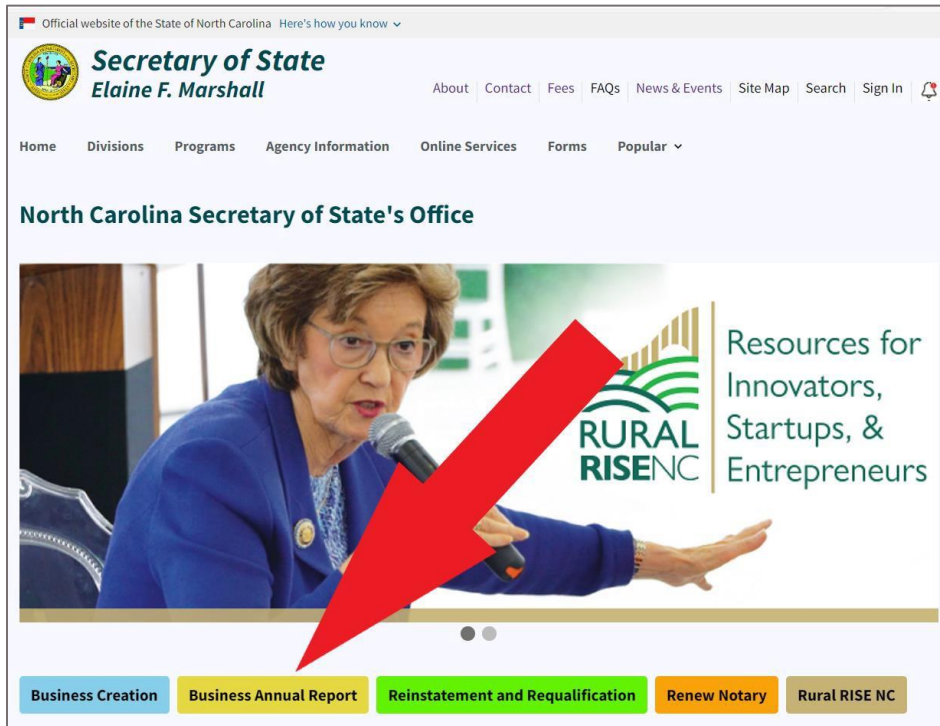 Official website of the State of North Carolina Here's how you know
Secretary of State
Elaine F. Marshall
About Contact Fees FAQs News & Events Site Map Search Sign In
Home Divisions Programs Agency Information Online Services Forms Popular
North Carolina Secretary of State's Office
RURAL
RISENC
Resources for
Innovators,
Startups, &
Entrepreneurs
Business Creation Business Annual Report Reinstatement and Requalification Renew Notary Rural RISE NC